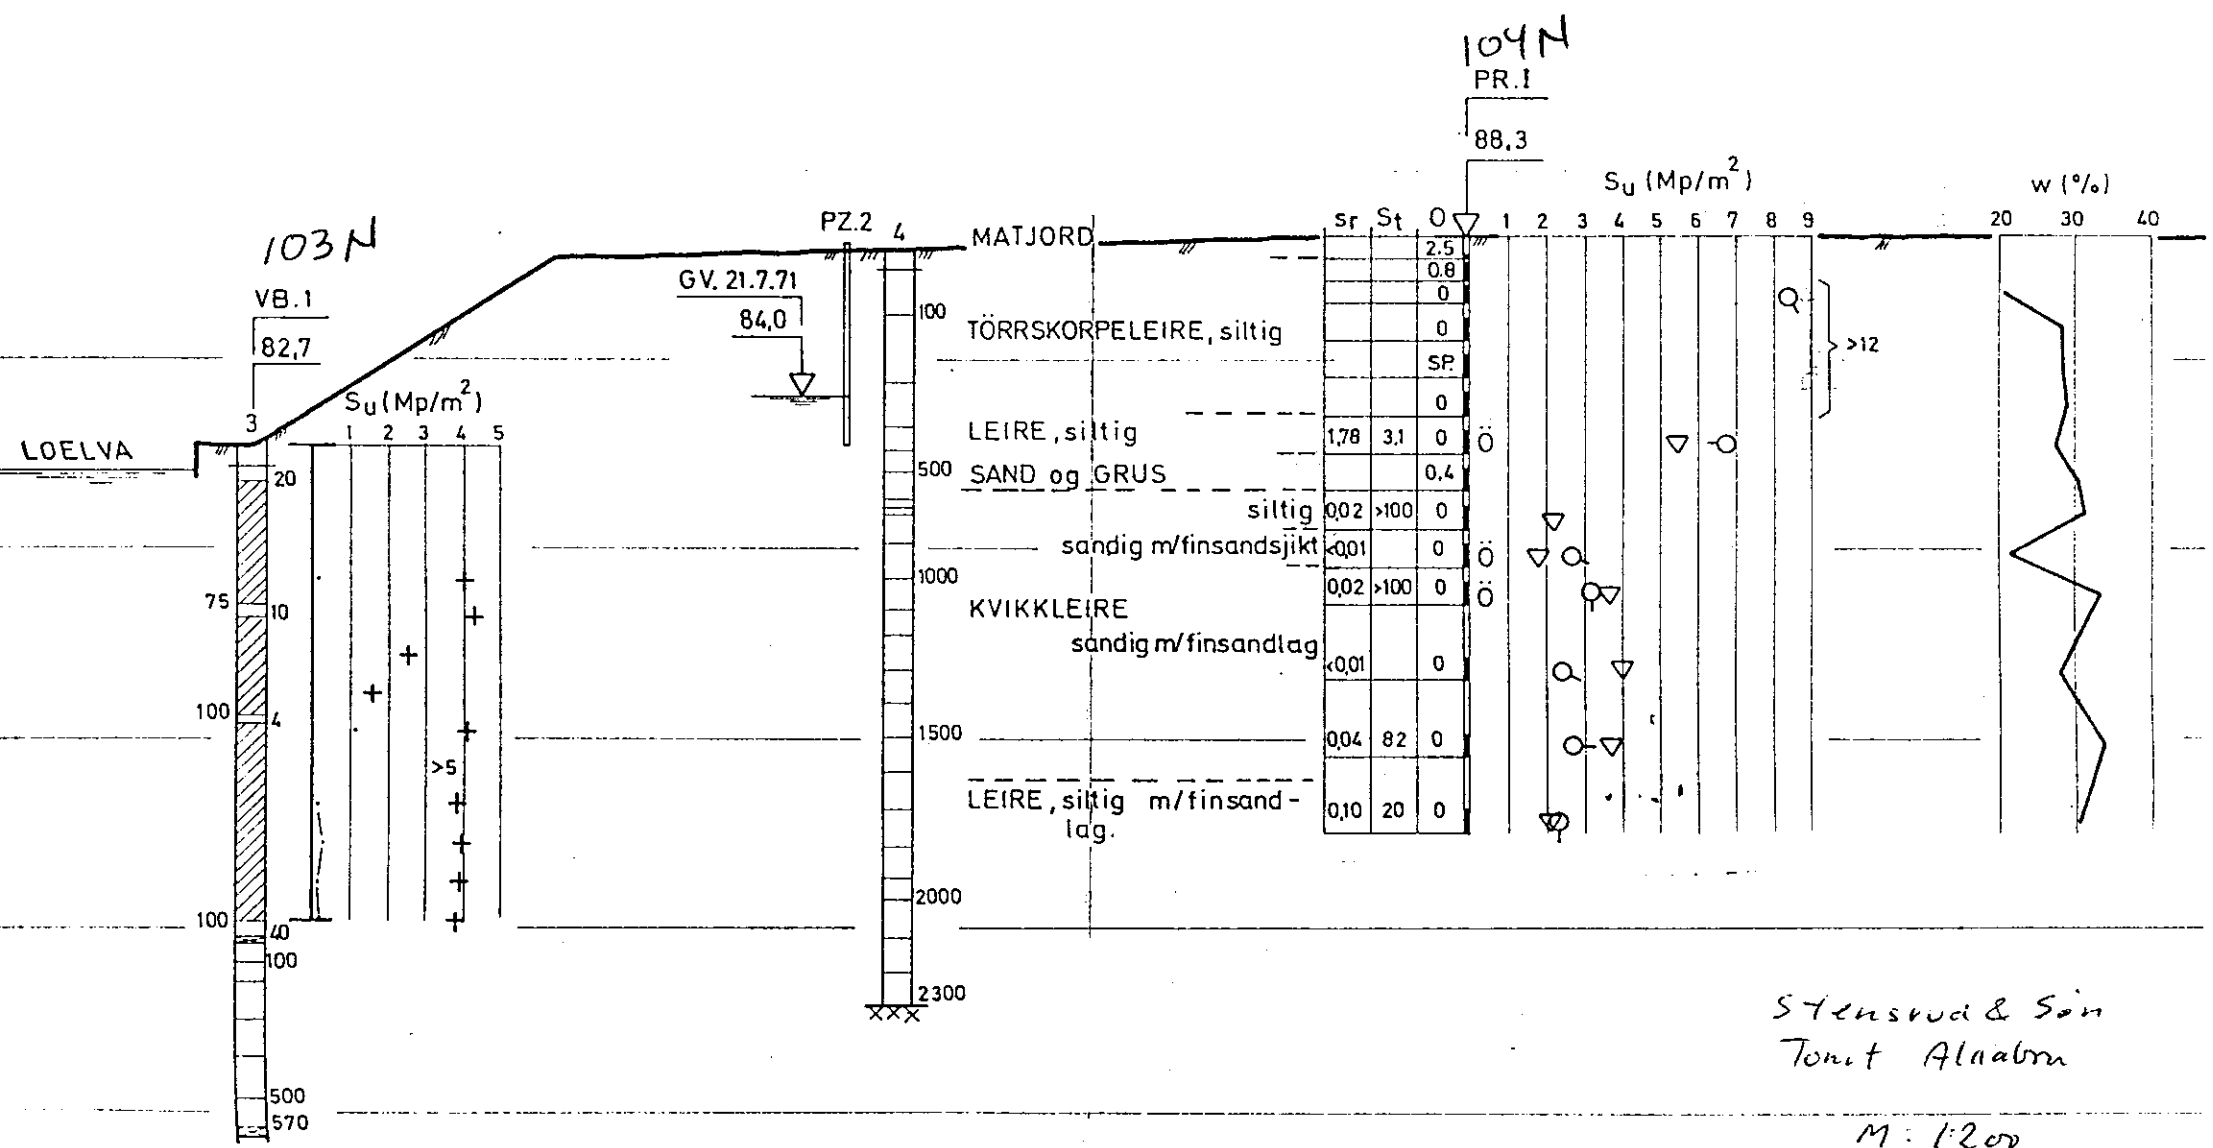 104N
PR.I
88.3
Su (Mp/m²)
w (%)
sr St O 1 2 3 4 5 6 7 8 9
20 30 40
103N
VB.1
82,7
3
Su (Mp/m²)
1 2 3 4 5
LOELVA
20
75
10
100
4
>5
100
40
100
500
570
PZ.2
4
GV. 21.7.71
84,0
100
500
1000
1500
2000
2300
MATJORD
TÖRRSKORPELEIRE, siltig
LEIRE, siltig
SAND og GRUS
siltig
sandig m/finsandsjikt
KVIKKLEIRE
sandig m/finsandlag
LEIRE, siltig m/finsand-
lag.
2.5
0.8
0
0
SP.
0
1,78 3,1 0 Ö
0,4
0,02 >100 0
<0,01 0 Ö
0,02 >100 0 Ö
<0,01 0
0,04 82 0
0,10 20 0
>12
Stensrud & Søn
Tomt Alnabru
M: 1:200